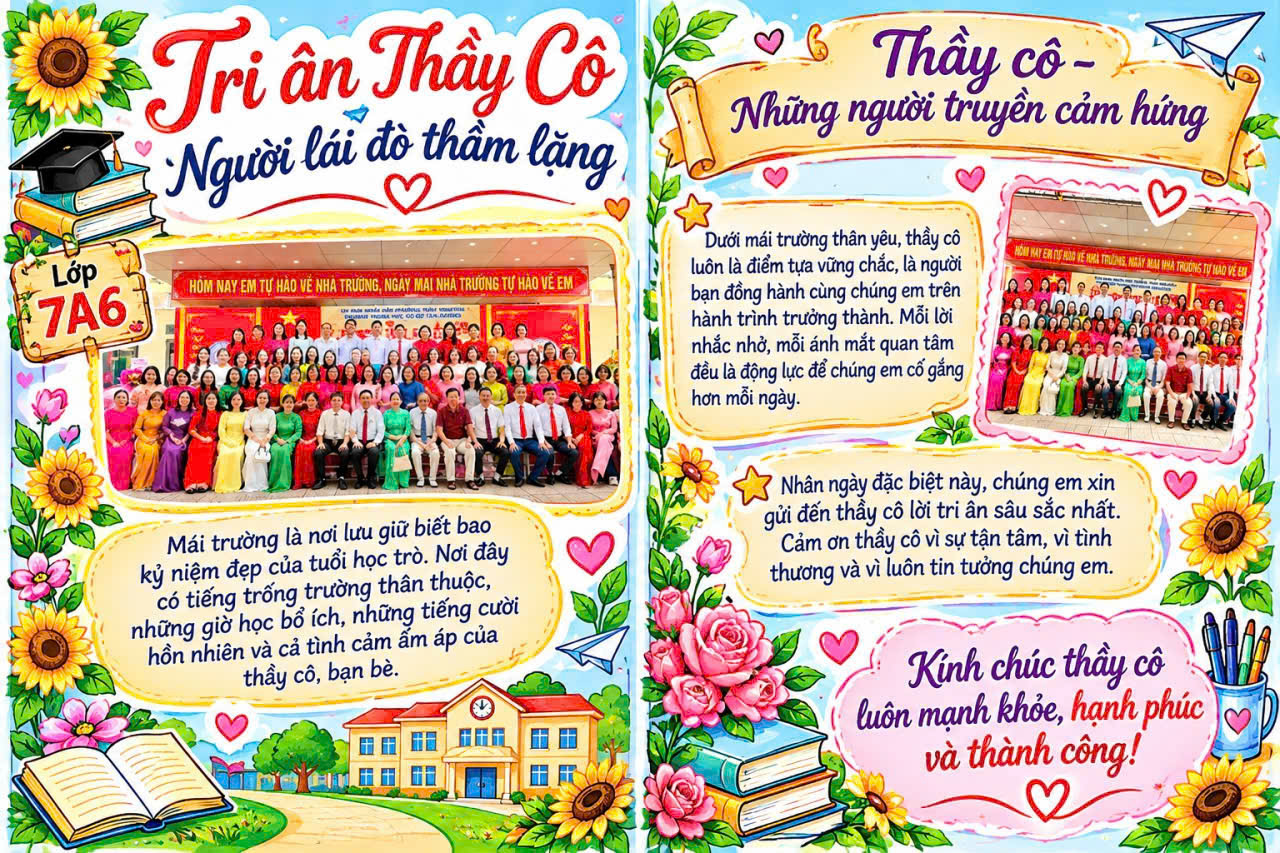 Tri ân Thầy Cô
Người lái đò thầm lặng
Lớp
7A6
HÔM NAY EM TỰ HÀO VỀ NHÀ TRƯỜNG, NGÀY MAI NHÀ TRƯỜNG TỰ HÀO VỀ EM
Mái trường là nơi lưu giữ biết bao
kỷ niệm đẹp của tuổi học trò. Nơi đây
có tiếng trống trường thân thuộc,
những giờ học bổ ích, những tiếng cười
hồn nhiên và cả tình cảm ấm áp của
thầy cô, bạn bè.
Thầy cô –
Những người truyền cảm hứng
Dưới mái trường thân yêu, thầy cô
luôn là điểm tựa vững chắc, là người
bạn đồng hành cùng chúng em trên
hành trình trưởng thành. Mỗi lời
nhắc nhở, mỗi ánh mắt quan tâm
đều là động lực để chúng em cố gắng
hơn mỗi ngày.
HÔM NAY EM TỰ HÀO VỀ NHÀ TRƯỜNG, NGÀY MAI NHÀ TRƯỜNG TỰ HÀO VỀ EM
Nhân ngày đặc biệt này, chúng em xin
gửi đến thầy cô lời tri ân sâu sắc nhất.
Cảm ơn thầy cô vì sự tận tâm, vì tình
thương và vì luôn tin tưởng chúng em.
Kính chúc thầy cô
luôn mạnh khỏe, hạnh phúc
và thành công!